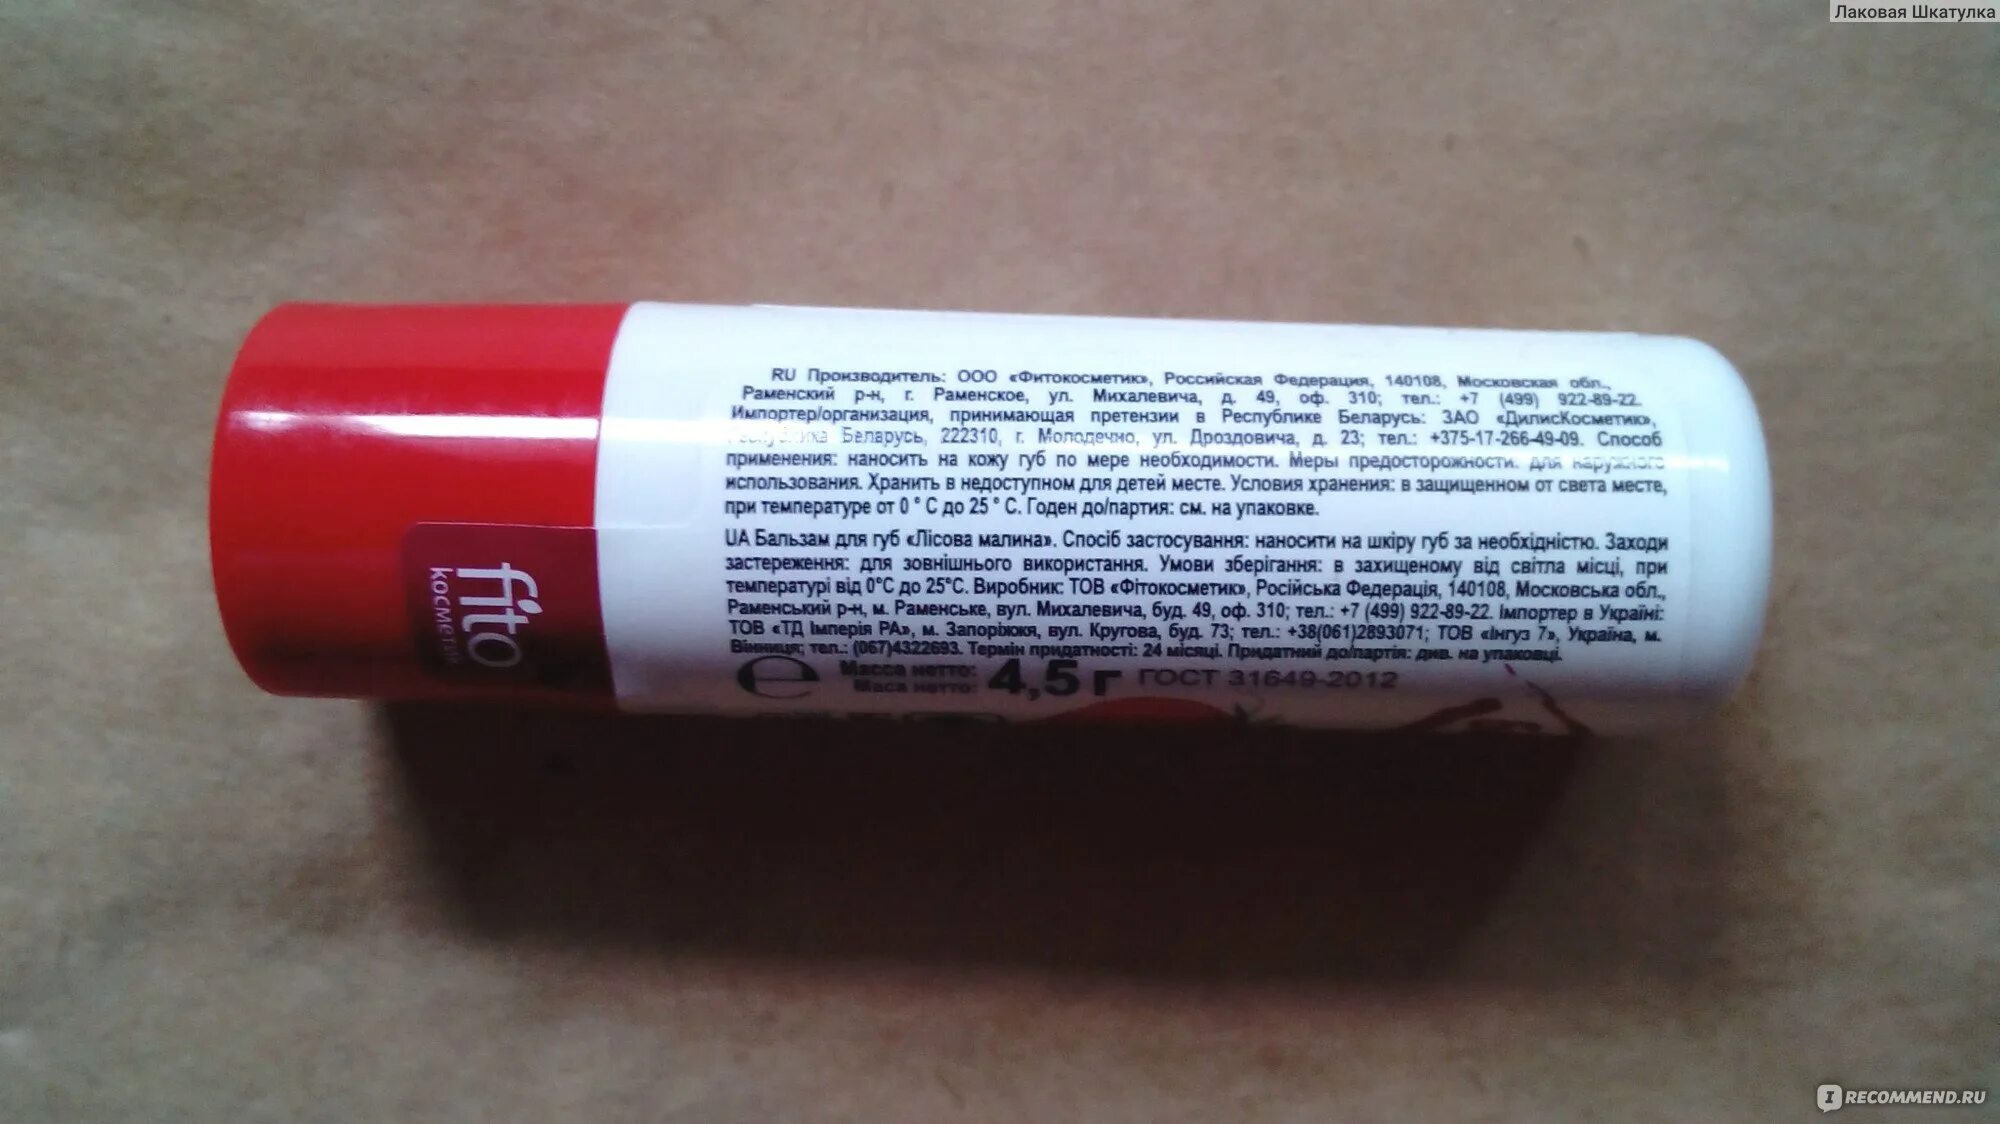 Лаковая Шкатулка
RU Производитель: ООО «Фитокосметик», Российская Федерация, 140108, Московская обл.,
Раменский р-н, г. Раменское, ул. Михалевича, д. 49, оф. 310; тел.: +7 (499) 922-89-22.
Импортер/организация, принимающая претензии в Республике Беларусь: ЗАО «ДилисКосметик»,
Республика Беларусь, 222310, г. Молодечно, ул. Дроздовича, д. 23; тел.: +375-17-266-49-09. Способ
применения: наносить на кожу губ по мере необходимости. Меры предосторожности: для наружного
использования. Хранить в недоступном для детей месте. Условия хранения: в защищенном от света месте,
при температуре от 0 ° С до 25 ° С. Годен до/партия: см. на упаковке.
UA Бальзам для губ «Лісова малина». Спосіб застосування: наносити на шкіру губ за необхідністю. Заходи
застереження: для зовнішнього використання. Умови зберігання: в захищеному від світла місці, при
температурі від 0°С до 25°С. Виробник: ТОВ «Фітокосметик», Російська Федерація, 140108, Московська обл.,
Раменський р-н, м. Раменське, вул. Михалевича, буд. 49, оф. 310; тел.: +7 (499) 922-89-22. Імпортер в Україні:
ТОВ «ТД Імперія РА», м. Запоріжжя, вул. Кругова, буд. 73; тел.: +38(061)2893071; ТОВ «Інгуз 7», Україна, м.
Вінниця; тел.: (067)4322693. Термін придатності: 24 місяці. Придатний до/партія: див. на упаковці.
e Масса нетто: 4,5 г ГОСТ 31649-2012
Маса нетто:
fito
косметик
IRECOMMEND.RU